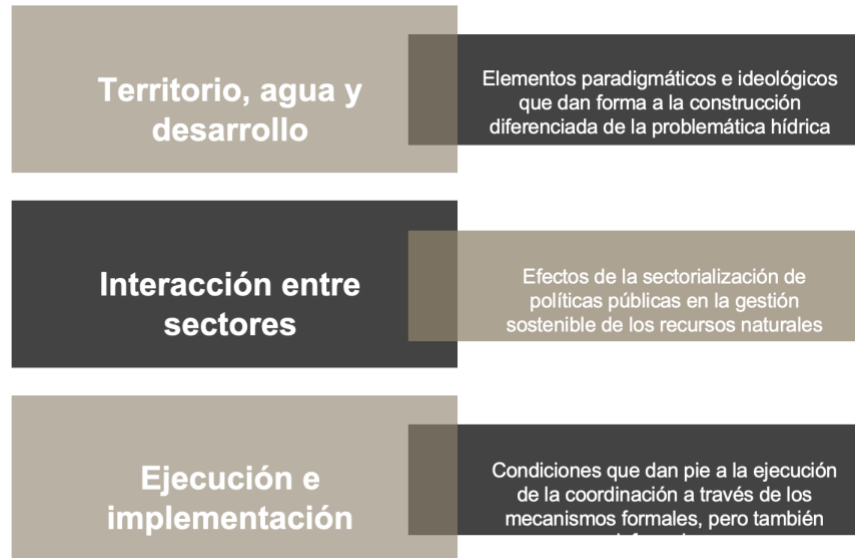 Territorio, agua y
desarrollo
Elementos paradigmáticos e ideológicos
que dan forma a la construcción
diferenciada de la problemática hídrica
Interacción entre
sectores
Efectos de la sectorialización de
políticas públicas en la gestión
sostenible de los recursos naturales
Ejecución e
implementación
Condiciones que dan pie a la ejecución
de la coordinación a través de los
mecanismos formales, pero también